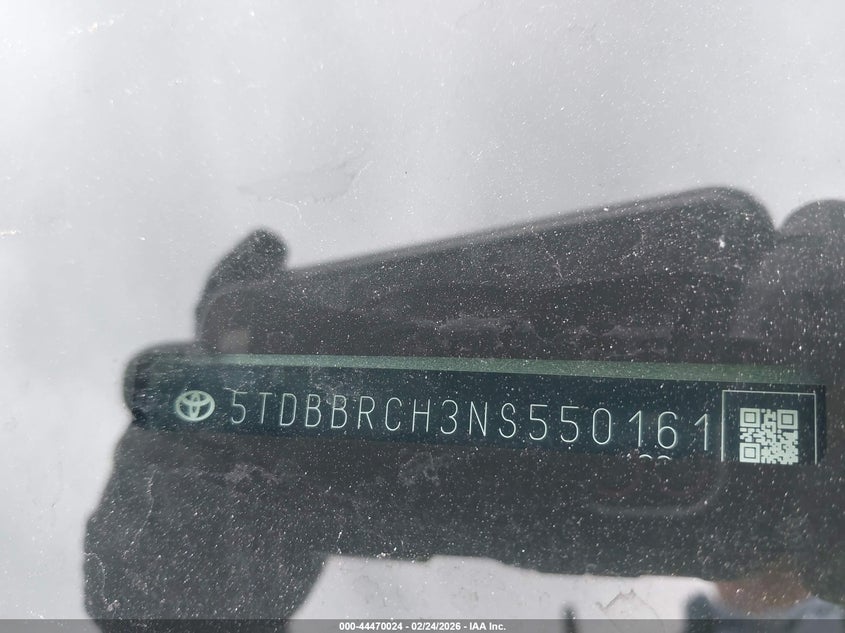 5TDBBRCH3NS550161
000-44470024 - 02/24/2026 - IAA Inc.